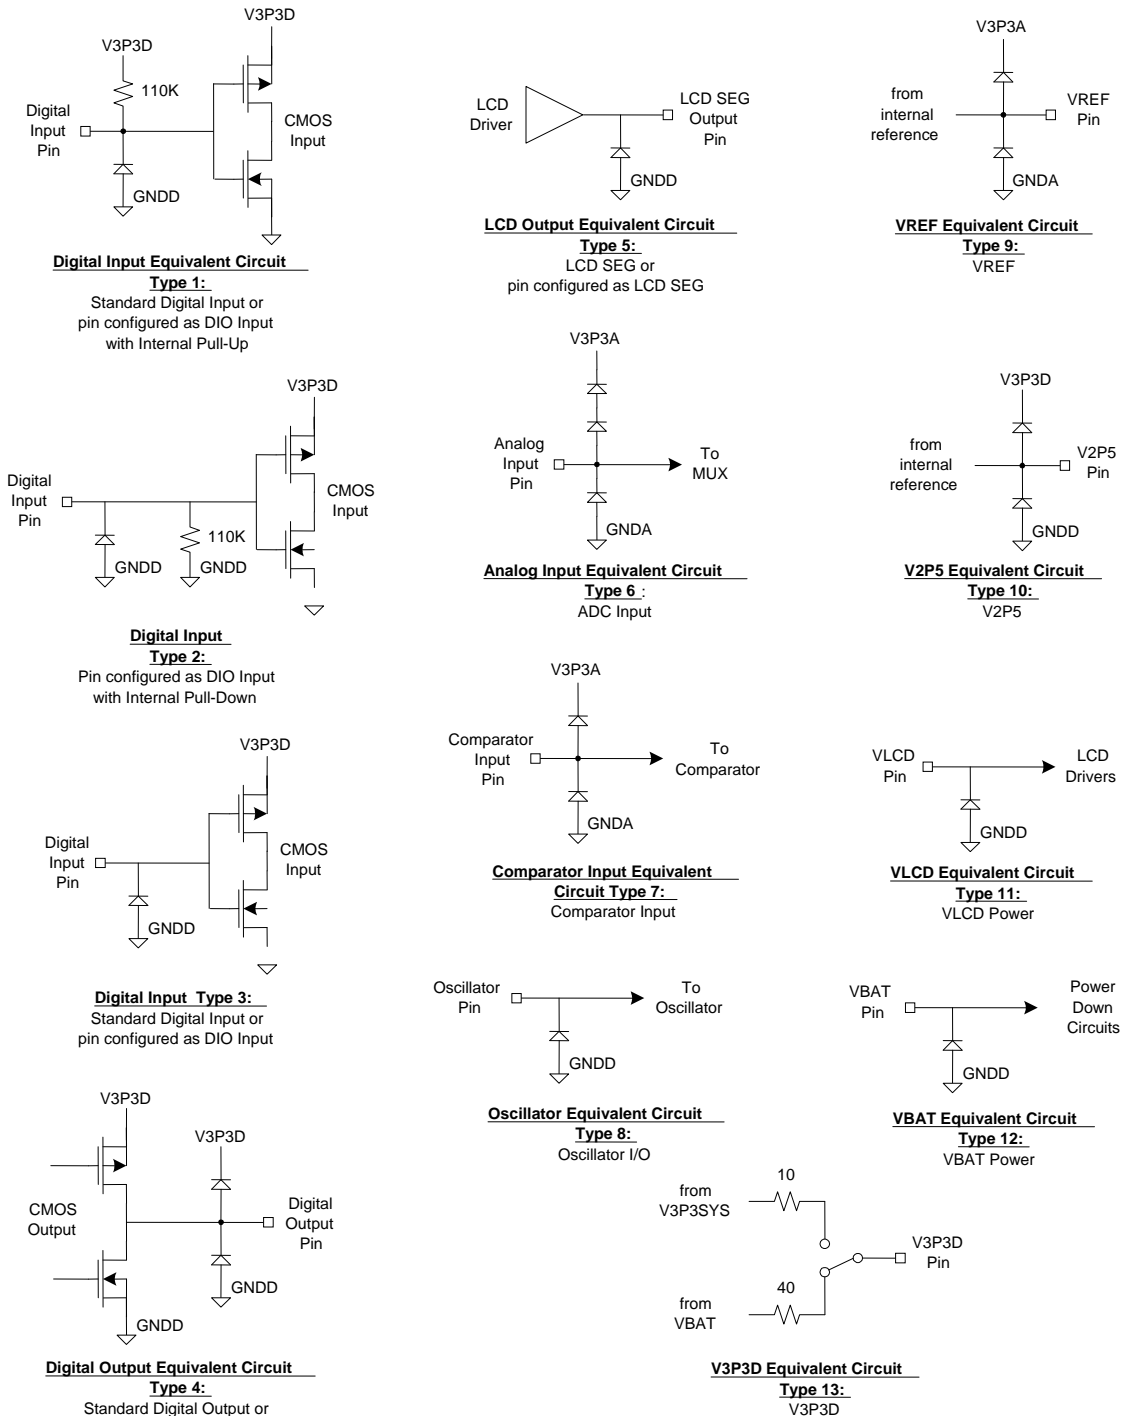 V3P3D
V3P3D
110K
Digital
Input
Pin
CMOS
Input
GNDD
Digital Input Equivalent Circuit
Type 1:
Standard Digital Input or
pin configured as DIO Input
with Internal Pull-Up
V3P3D
Digital
Input
Pin
CMOS
Input
110K
GNDD
GNDD
Digital Input
Type 2:
Pin configured as DIO Input
with Internal Pull-Down
V3P3D
Digital
Input
Pin
CMOS
Input
GNDD
Digital Input Type 3:
Standard Digital Input or
pin configured as DIO Input
V3P3D
V3P3D
CMOS
Output
Digital
Output
Pin
GNDD
GNDD
Digital Output Equivalent Circuit
Type 4:
Standard Digital Output or
LCD
Driver
LCD SEG
Output
Pin
GNDD
LCD Output Equivalent Circuit
Type 5:
LCD SEG or
pin configured as LCD SEG
V3P3A
Analog
Input
Pin
To
MUX
GNDA
Analog Input Equivalent Circuit
Type 6 :
ADC Input
V3P3A
Comparator
Input
Pin
To
Comparator
GNDA
Comparator Input Equivalent
Circuit Type 7:
Comparator Input
Oscillator
Pin
To
Oscillator
GNDD
Oscillator Equivalent Circuit
Type 8:
Oscillator I/O
V3P3A
from
internal
reference
VREF
Pin
GNDA
VREF Equivalent Circuit
Type 9:
VREF
V3P3D
from
internal
reference
V2P5
Pin
GNDD
V2P5 Equivalent Circuit
Type 10:
V2P5
VLCD
Pin
LCD
Drivers
GNDD
VLCD Equivalent Circuit
Type 11:
VLCD Power
VBAT
Pin
Power
Down
Circuits
GNDD
VBAT Equivalent Circuit
Type 12:
VBAT Power
10
from
V3P3SYS
V3P3D
Pin
40
from
VBAT
V3P3D Equivalent Circuit
Type 13:
V3P3D